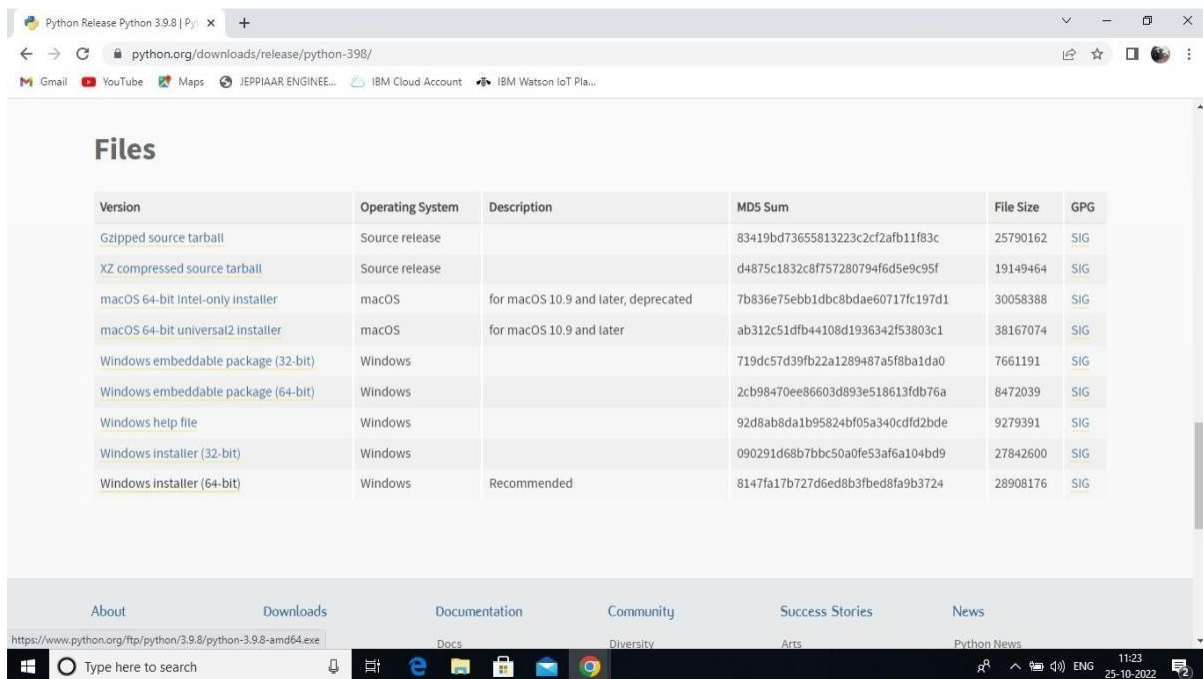 Python Release Python 3.9.8 | Pyt
python.org/downloads/release/python-398/
Gmail YouTube Maps JEPPIAAR ENGINEE... IBM Cloud Account IBM Watson IoT Pla...
Files
Version Operating System Description MD5 Sum File Size GPG
Gzipped source tarball Source release 83419bd73655813223c2cf2afb11f83c 25790162 SIG
XZ compressed source tarball Source release d4875c1832c8f757280794f6d5e9c95f 19149464 SIG
macOS 64-bit Intel-only installer macOS for macOS 10.9 and later, deprecated 7b836e75ebb1dbc8bdae60717fc197d1 30058388 SIG
macOS 64-bit universal2 installer macOS for macOS 10.9 and later ab312c51dfb44108d1936342f53803c1 38167074 SIG
Windows embeddable package (32-bit) Windows 719dc57d39fb22a1289487a5f8ba1da0 7661191 SIG
Windows embeddable package (64-bit) Windows 2cb98470ee86603d893e518613fdb76a 8472039 SIG
Windows help file Windows 92d8ab8da1b95824bf05a340cdfd2bde 9279391 SIG
Windows installer (32-bit) Windows 090291d68b7bbc50a0fe53af6a104bd9 27842600 SIG
Windows installer (64-bit) Windows Recommended 8147fa17b727d6ed8b3fbed8fa9b3724 28908176 SIG
About Downloads Documentation Community Success Stories News
https://www.python.org/ftp/python/3.9.8/python-3.9.8-amd64.exe Docs Diversity Arts Python News
Type here to search ENG 11:23
25-10-2022